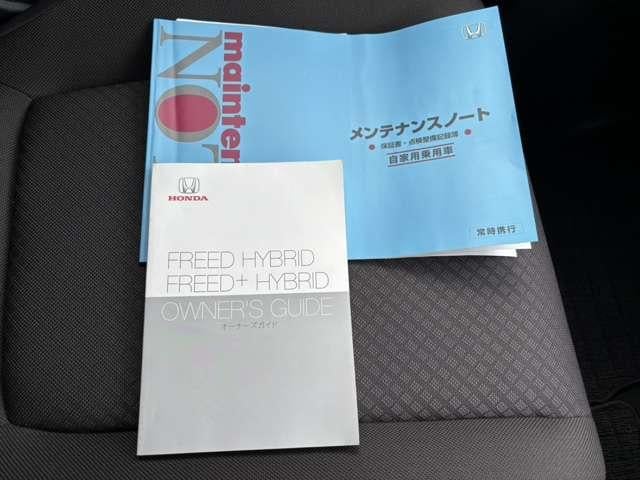 mainten
NOT
メンテナンスノート
保証書・点検整備記録簿
自家用乗用車
常時携行
HONDA
FREED HYBRID
FREED+ HYBRID
OWNER'S GUIDE
オーナーズガイド